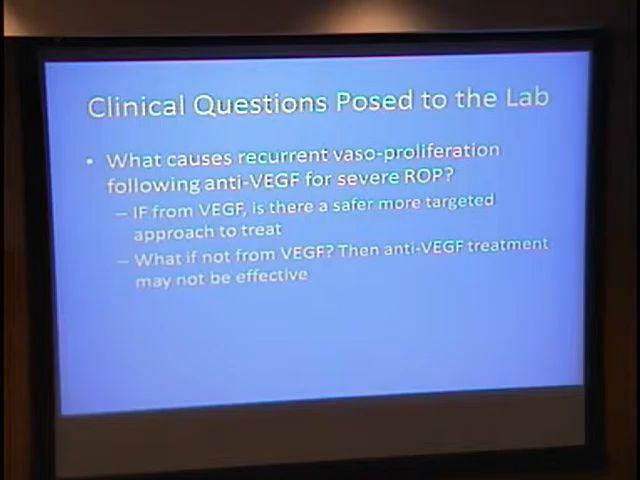 Clinical Questions Posed to the Lab
• What causes recurrent vaso-proliferation
following anti-VEGF for severe ROP?
– IF from VEGF, is there a safer more targeted
approach to treat
– What if not from VEGF? Then anti-VEGF treatment
may not be effective